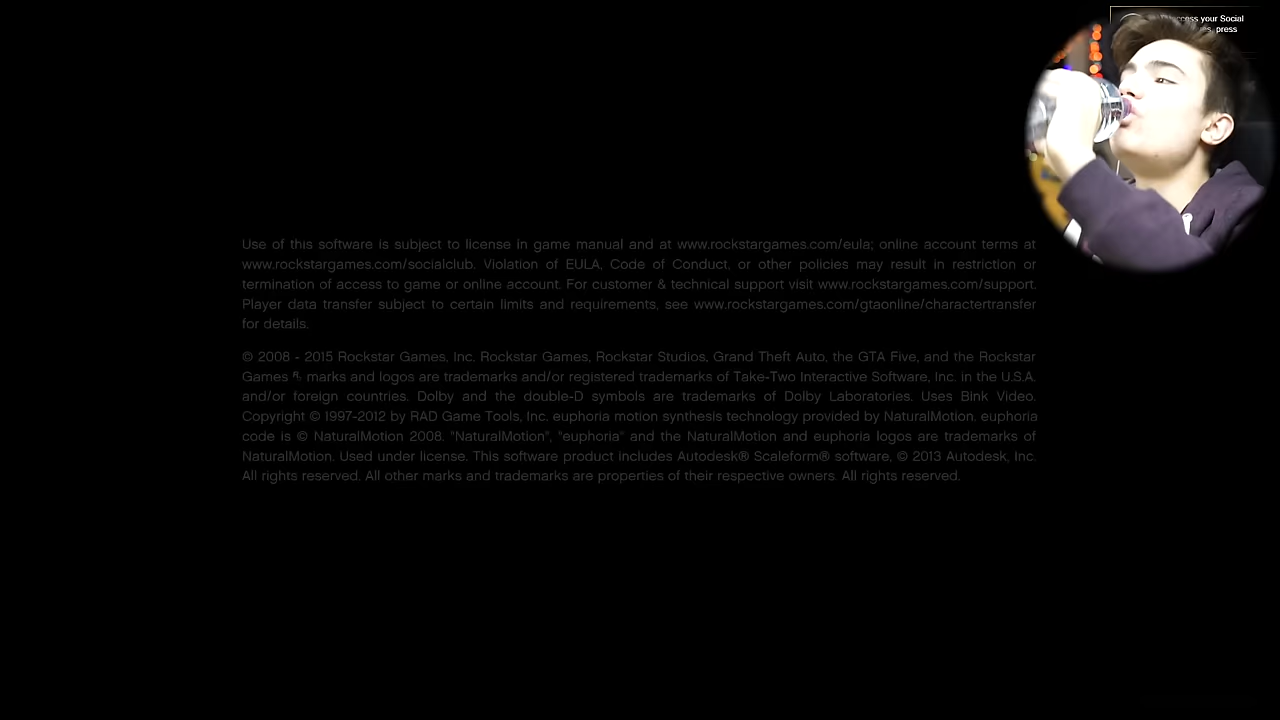 access your Social
press
Use of this software is subject to license in game manual and at www.rockstargames.com/eula; online account terms at
www.rockstargames.com/socialclub. Violation of EULA, Code of Conduct, or other policies may result in restriction or
termination of access to game or online account. For customer & technical support visit www.rockstargames.com/support.
Player data transfer subject to certain limits and requirements, see www.rockstargames.com/gtaonline/charactertransfer
for details.
© 2008 - 2015 Rockstar Games, Inc. Rockstar Games, Rockstar Studios, Grand Theft Auto, the GTA Five, and the Rockstar
Games R* marks and logos are trademarks and/or registered trademarks of Take-Two Interactive Software, Inc. in the U.S.A.
and/or foreign countries. Dolby and the double-D symbols are trademarks of Dolby Laboratories. Uses Bink Video.
Copyright © 1997-2012 by RAD Game Tools, Inc. euphoria motion synthesis technology provided by NaturalMotion. euphoria
code is © NaturalMotion 2008. "NaturalMotion", "euphoria" and the NaturalMotion and euphoria logos are trademarks of
NaturalMotion. Used under license. This software product includes Autodesk® Scaleform® software, © 2013 Autodesk, Inc.
All rights reserved. All other marks and trademarks are properties of their respective owners. All rights reserved.